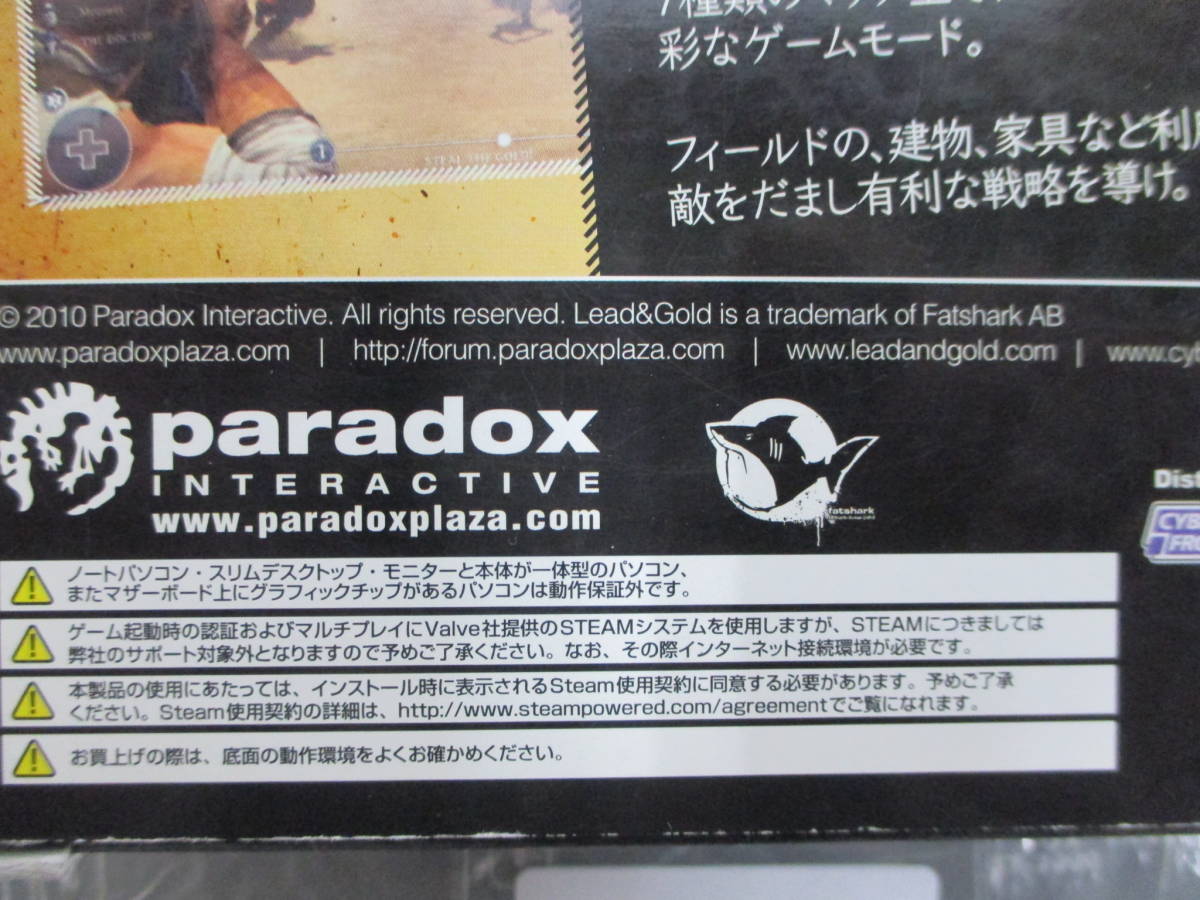 THE DOCTOR
1
STEAL THE GOLD!
彩なゲームモード。
フィールドの、建物、家具など利
敵をだまし有利な戦略を導け。
© 2010 Paradox Interactive. All rights reserved. Lead&Gold is a trademark of Fatshark AB
www.paradoxplaza.com | http://forum.paradoxplaza.com | www.leadandgold.com |
paradox
INTERACTIVE
www.paradoxplaza.com
fatshark
ノートパソコン・スリムデスクトップ・モニターと本体が一体型のパソコン、
またマザーボード上にグラフィックチップがあるパソコンは動作保証外です。
ゲーム起動時の認証およびマルチプレイにValve社提供のSTEAMシステムを使用しますが、STEAMにつきましては
弊社のサポート対象外となりますので予めご了承ください。なお、その際インターネット接続環境が必要です。
本製品の使用にあたっては、インストール時に表示されるSteam使用契約に同意する必要があります。予めご了承
ください。Steam使用契約の詳細は、http://www.steampowered.com/agreementでご覧になれます。
お買上げの際は、底面の動作環境をよくお確かめください。